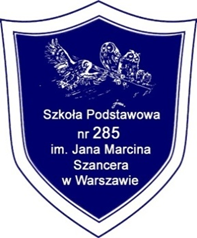 Szkoła Podstawowa
nr 285
im. Jana Marcina
Szancera
w Warszawie